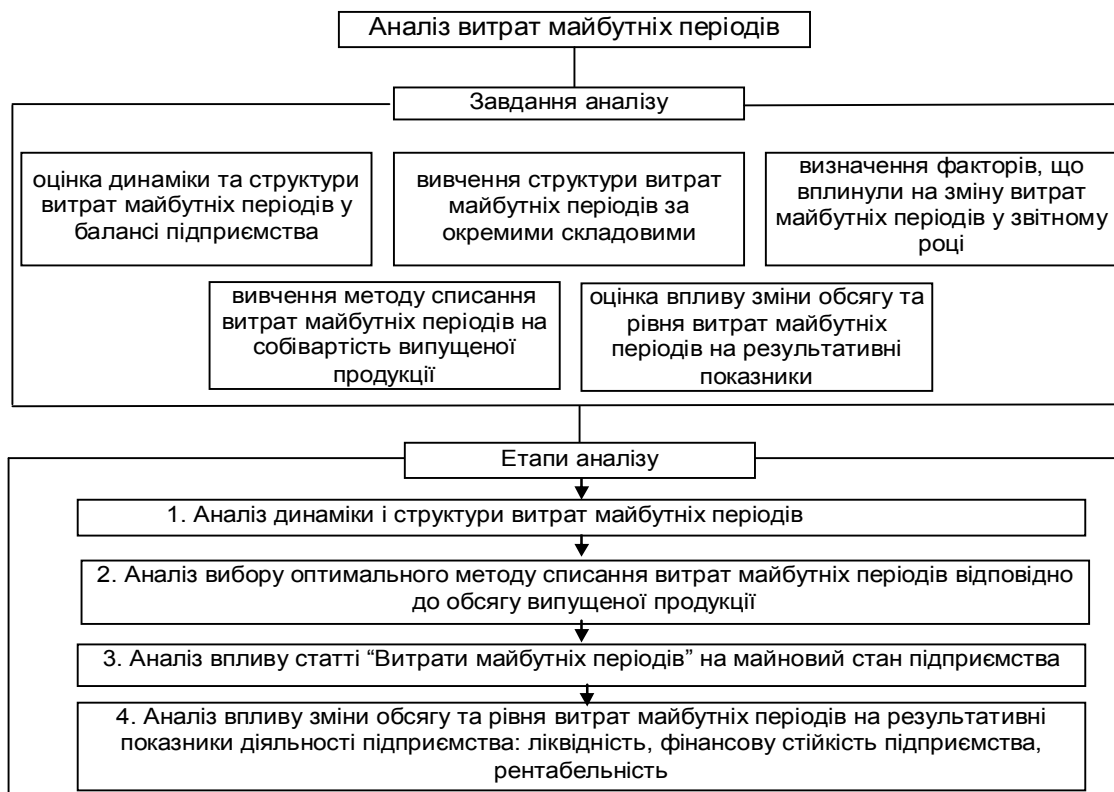 Аналіз витрат майбутніх періодів
Завдання аналізу
оцінка динаміки та структури
витрат майбутніх періодів у
балансі підприємства
вивчення структури витрат
майбутніх періодів за
окремими складовими
визначення факторів, що
вплинули на зміну витрат
майбутніх періодів у звітному
році
вивчення методу списання
витрат майбутніх періодів на
собівартість випущеної
продукції
оцінка впливу зміни обсягу та
рівня витрат майбутніх
періодів на результативні
показники
Етапи аналізу
1. Аналіз динаміки і структури витрат майбутніх періодів
2. Аналіз вибору оптимального методу списання витрат майбутніх періодів відповідно
до обсягу випущеної продукції
3. Аналіз впливу статті “Витрати майбутніх періодів” на майновий стан підприємства
4. Аналіз впливу зміни обсягу та рівня витрат майбутніх періодів на результативні
показники діяльності підприємства: ліквідність, фінансову стійкість підприємства,
рентабельність